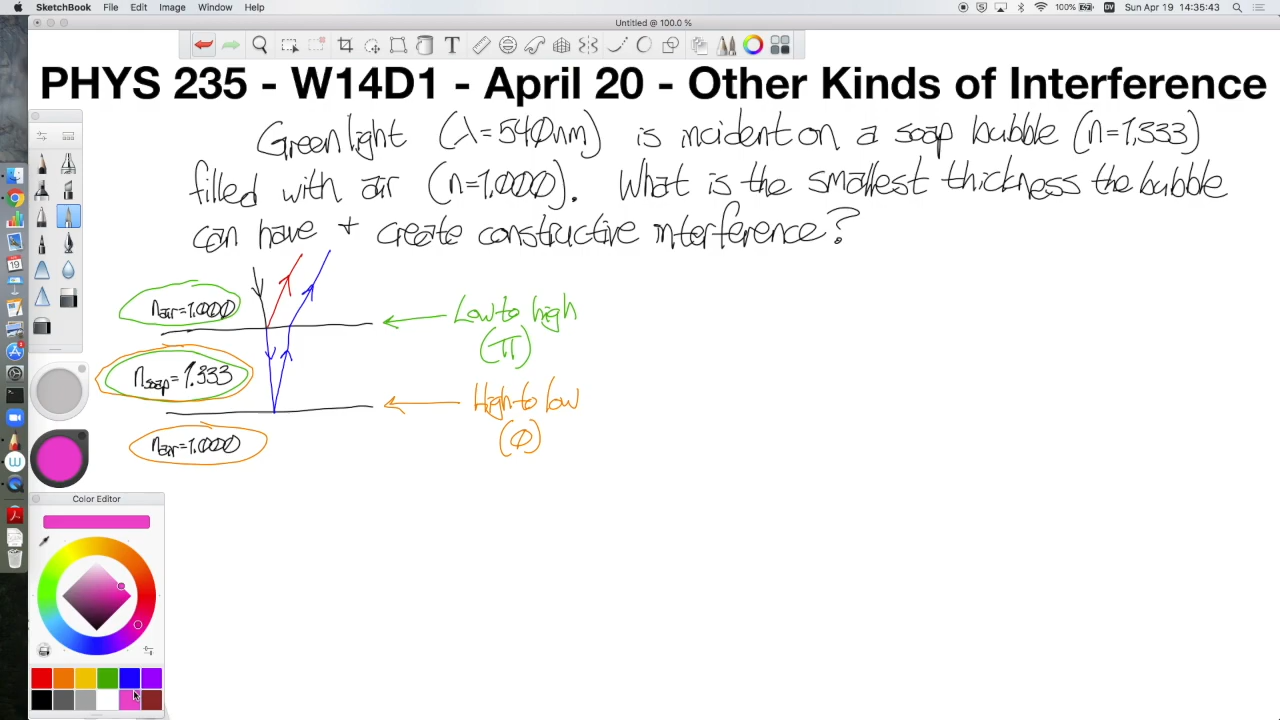 SketchBook File Edit Image Window Help
100% Sun Apr 19 14:35:43
Untitled @ 100.0 %
PHYS 235 - W14D1 - April 20 - Other Kinds of Interference
Green light (λ=540nm) is incident on a soap bubble (n=1.333)
filled with air (n=1.000). What is the smallest thickness the bubble
can have + create constructive interference?
nair=1.000
Low to high
(π)
nsoap=1.333
High to low
(0)
nair=1.000
Color Editor